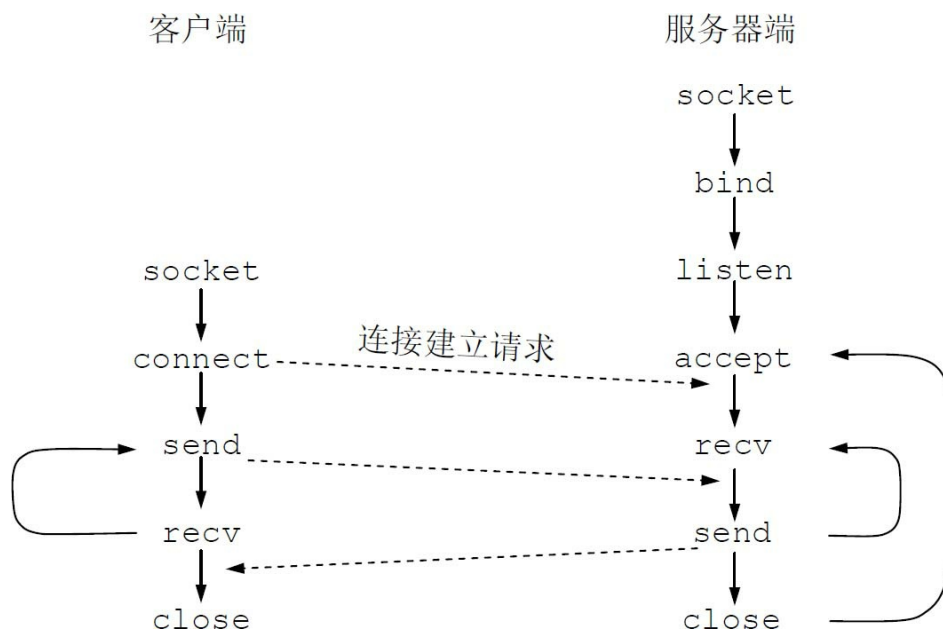 客户端 服务器端
socket
bind
socket listen
连接建立请求
connect accept
send recv
recv send
close close